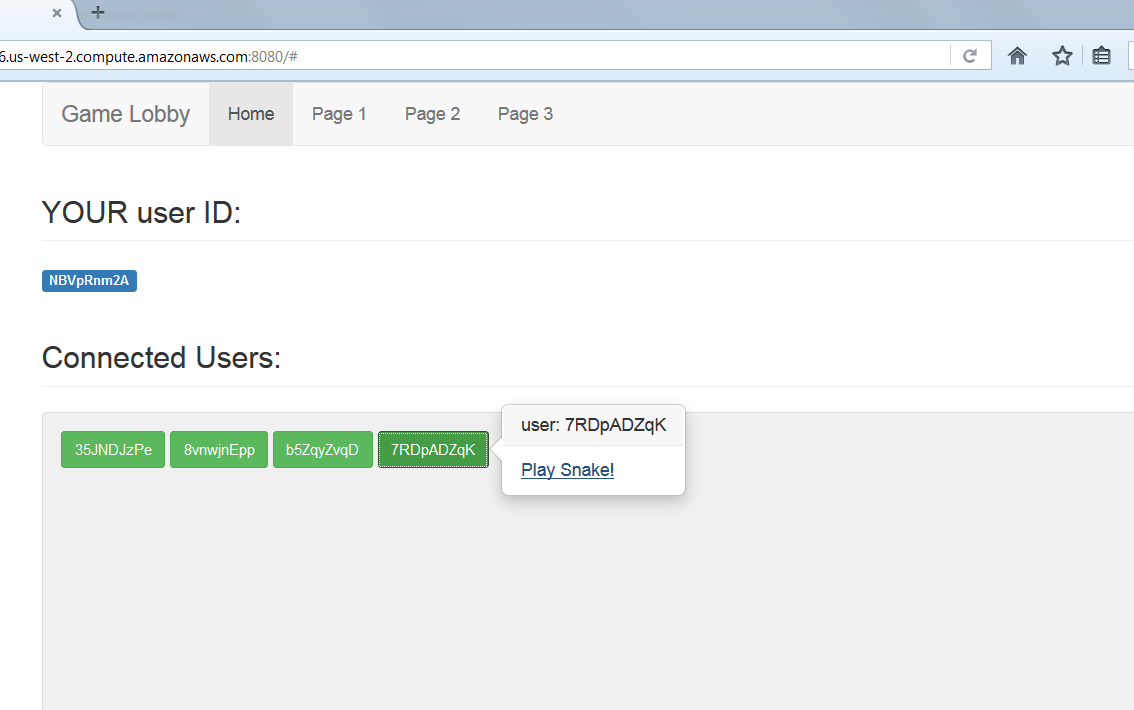 6.us-west-2.compute.amazonaws.com:8080/#
Game Lobby Home Page 1 Page 2 Page 3
YOUR user ID:
NBVpRnm2A
Connected Users:
user: 7RDpADZqK
35JNDJzPe 8vnwjnEpp b5ZqyZvqD 7RDpADZqK
Play Snake!